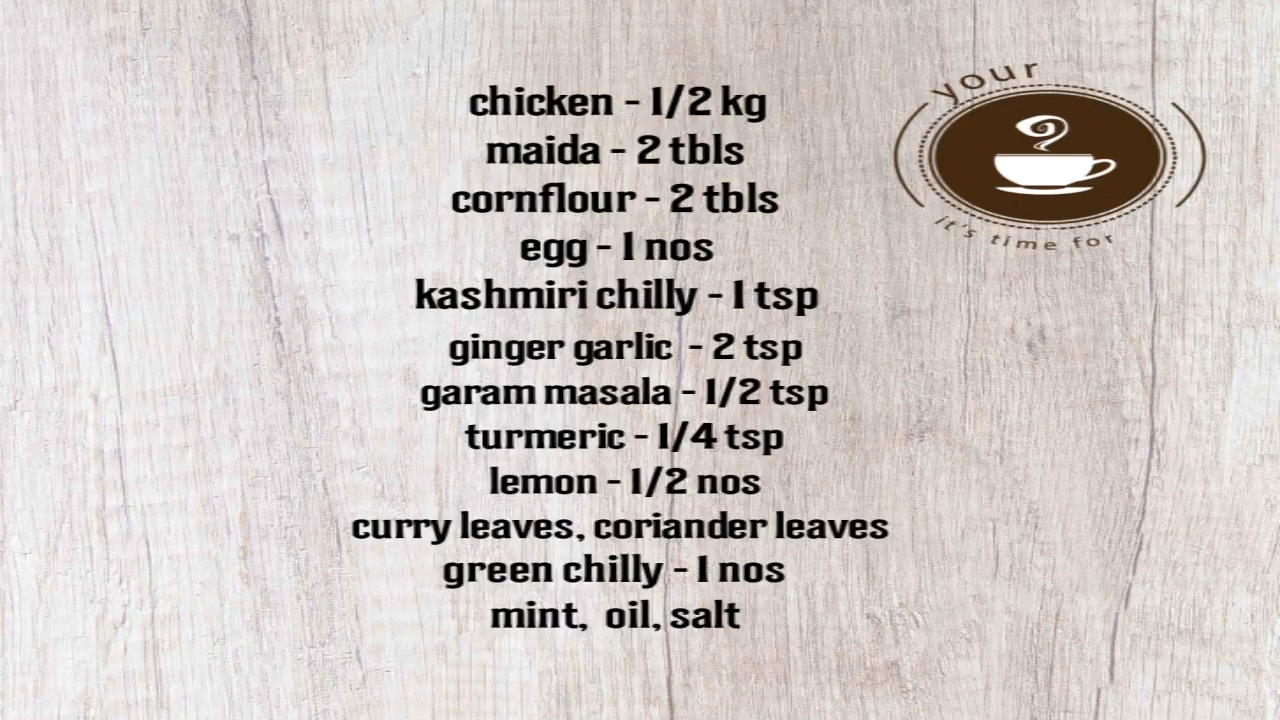 chicken - 1/2 kg
maida - 2 tbls
cornflour - 2 tbls
egg - 1 nos
kashmiri chilly - 1 tsp
ginger garlic - 2 tsp
garam masala - 1/2 tsp
turmeric - 1/4 tsp
lemon - 1/2 nos
curry leaves, coriander leaves
green chilly - 1 nos
mint, oil, salt
your
it's time for